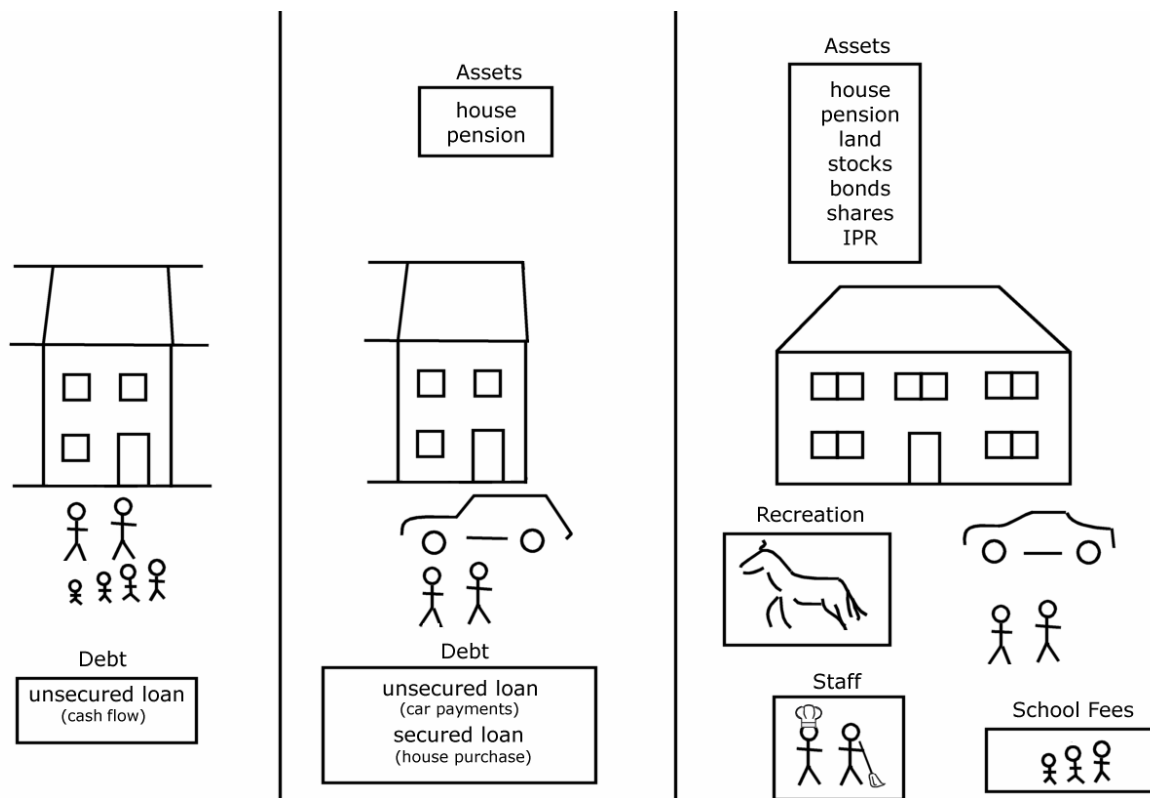 Debt
unsecured loan
(cash flow)
Assets
house
pension
Debt
unsecured loan
(car payments)
secured loan
(house purchase)
Assets
house
pension
land
stocks
bonds
shares
IPR
Recreation
Staff
School Fees